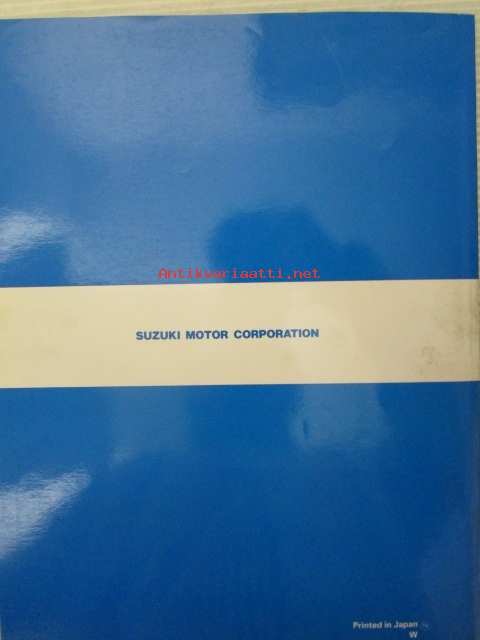 Antikvariaatti.net
SUZUKI MOTOR CORPORATION
Printed in Japan
W